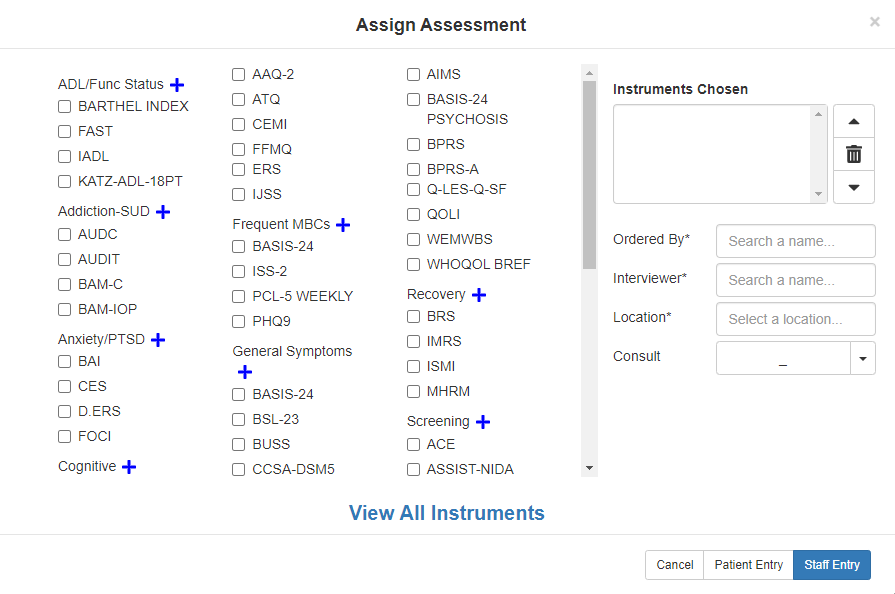 Assign Assessment
×
ADL/Func Status
BARTHEL INDEX
FAST
IADL
KATZ-ADL-18PT
Addiction-SUD
AUDC
AUDIT
BAM-C
BAM-IOP
Anxiety/PTSD
BAI
CES
D.ERS
FOCI
Cognitive
AAQ-2
ATQ
CEMI
FFMQ
ERS
IJSS
Frequent MBCs
BASIS-24
ISS-2
PCL-5 WEEKLY
PHQ9
General Symptoms
BASIS-24
BSL-23
BUSS
CCSA-DSM5
AIMS
BASIS-24
PSYCHOSIS
BPRS
BPRS-A
Q-LES-Q-SF
QOLI
WEMWBS
WHOQOL BREF
Recovery
BRS
IMRS
ISMI
MHRM
Screening
ACE
ASSIST-NIDA
Instruments Chosen
Ordered By* Search a name...
Interviewer* Search a name...
Location* Select a location...
Consult _
View All Instruments
Cancel Patient Entry Staff Entry